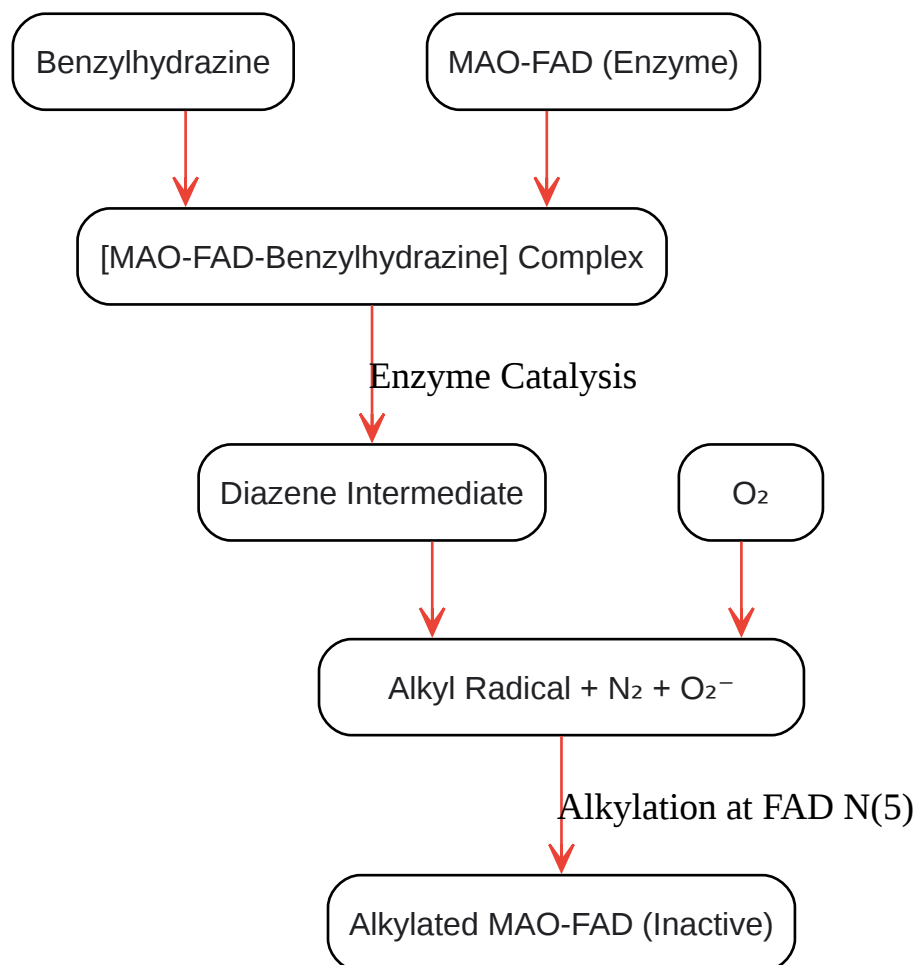 Benzylhydrazine
MAO-FAD (Enzyme)
[MAO-FAD-Benzylhydrazine] Complex
Enzyme Catalysis
Diazene Intermediate
O₂
Alkyl Radical + N₂ + O₂⁻
Alkylation at FAD N(5)
Alkylated MAO-FAD (Inactive)